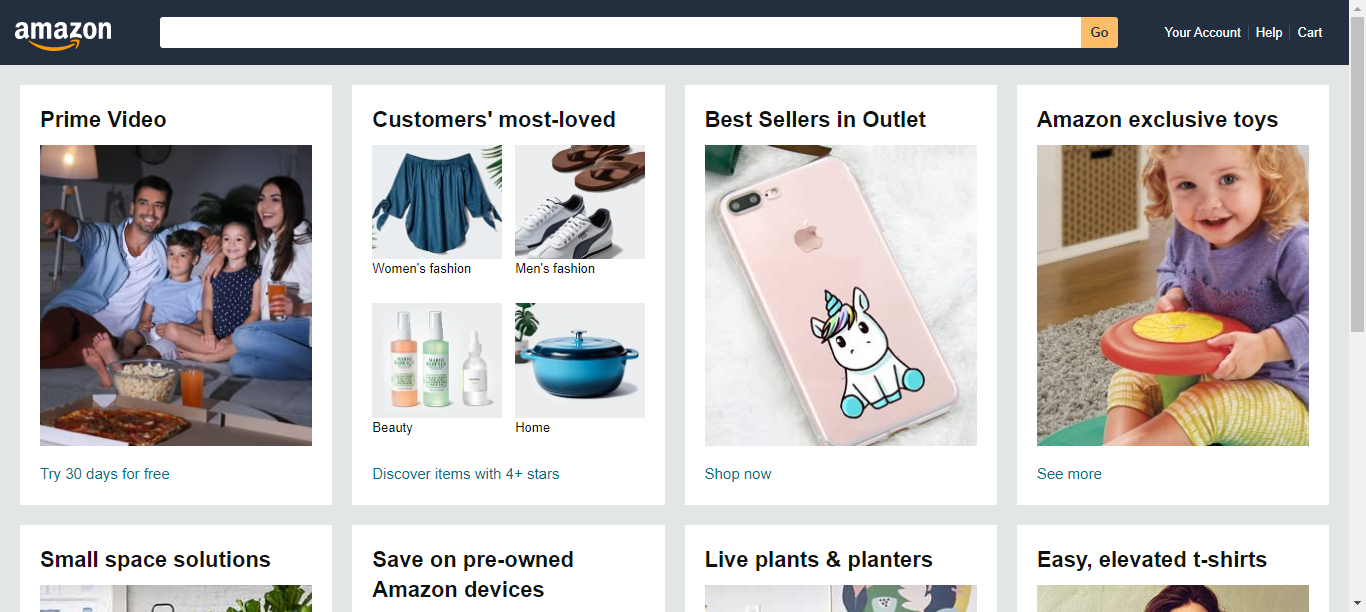 amazon
Go
Your Account
Help
Cart
Prime Video
Try 30 days for free
Customers' most-loved
Women's fashion
Men's fashion
Beauty
Home
Discover items with 4+ stars
Best Sellers in Outlet
Shop now
Amazon exclusive toys
See more
Small space solutions
Save on pre-owned
Amazon devices
Live plants & planters
Easy, elevated t-shirts